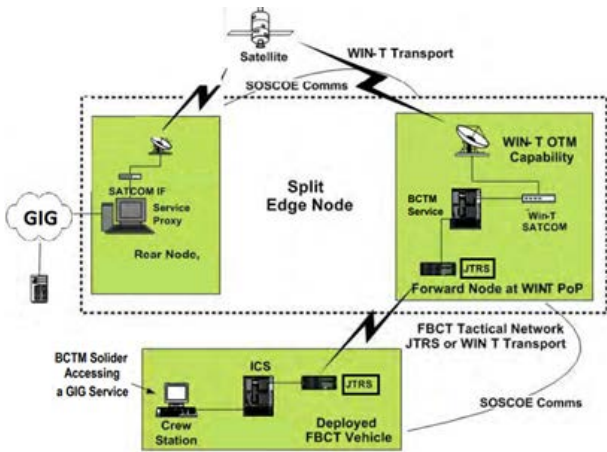 Satellite
WIN-T Transport
SOSCOE Comms
SATCOM IF
Service
Proxy
Rear Node,
GIG
Split
Edge Node
WIN-T OTM
Capability
BCTM
Service
Win-T
SATCOM
JTRS
Forward Node at WINT PoP
FBCT Tactical Network
JTRS or WIN T Transport
BCTM Solider
Accessing
a GIG Service
ICS
JTRS
Crew
Station
Deployed
FBCT Vehicle
SOSCOE Comms